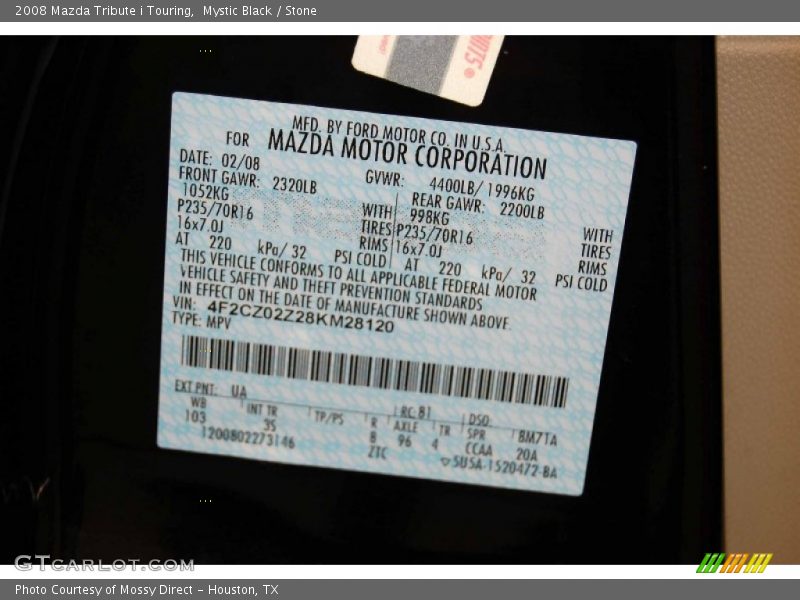 2008 Mazda Tribute i Touring,  Mystic Black / Stone
MFD. BY FORD MOTOR CO. IN U.S.A.
FOR MAZDA MOTOR CORPORATION
DATE: 02/08 GVWR: 4400LB/ 1996KG
FRONT GAWR: 2320LB REAR GAWR: 2200LB
1052KG WITH 998KG WITH
P235/70R16 TIRES P235/70R16 TIRES
16x7.0J RIMS 16x7.0J RIMS
AT 220 kPa/ 32 PSI COLD AT 220 kPa/ 32 PSI COLD
THIS VEHICLE CONFORMS TO ALL APPLICABLE FEDERAL MOTOR
VEHICLE SAFETY AND THEFT PREVENTION STANDARDS
IN EFFECT ON THE DATE OF MANUFACTURE SHOWN ABOVE.
VIN: 4F2CZ02Z28KM28120
TYPE: MPV
EXT PNT: UA RC: 81 DSO:
WB INT TR TP/PS R AXLE TR SPR BM7TA
103 3S B 96 4 CCAA 20A
1200802273146 ZTC 5U5A-1520472-BA
GTcarlot.com
Photo Courtesy of Mossy Direct – Houston, TX